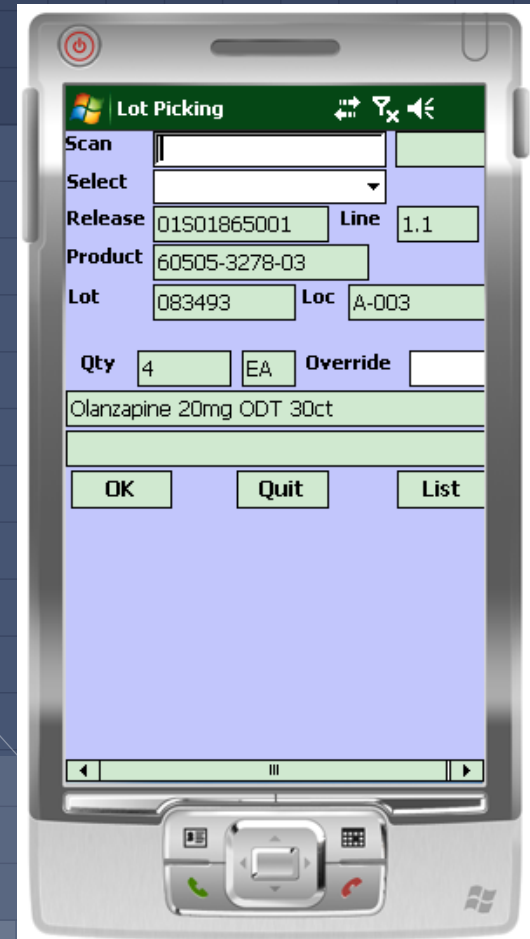 Lot Picking
Scan
Select
Release 01S01865001 Line 1.1
Product 60505-3278-03
Lot 083493 Loc A-003
Qty 4 EA Override
Olanzapine 20mg ODT 30ct
OK Quit List